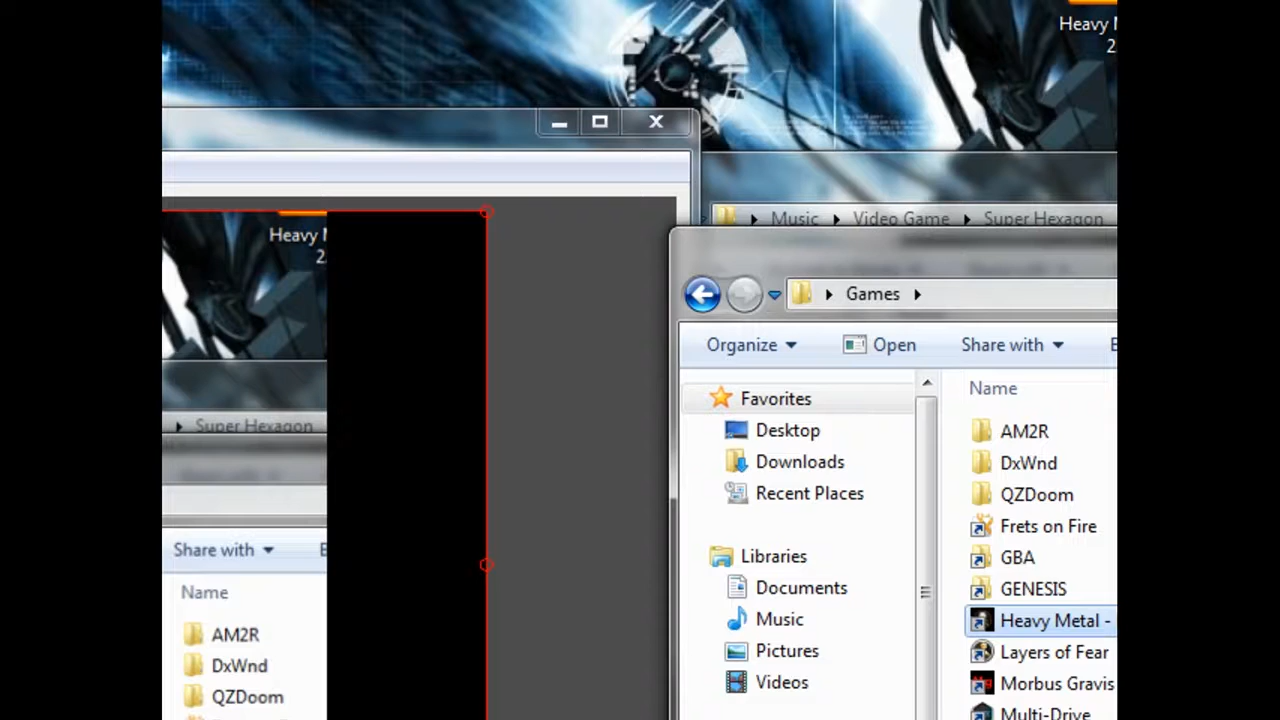 Heavy M
2
Music Video Game Super Hexagon
Games
Organize Open Share with E
Favorites
Desktop
Downloads
Recent Places
Libraries
Documents
Music
Pictures
Videos
Name
AM2R
DxWnd
QZDoom
Frets on Fire
GBA
GENESIS
Heavy Metal -
Layers of Fear
Morbus Gravis
Multi-Drive
Heavy M
2
Super Hexagon
Share with E
Name
AM2R
DxWnd
QZDoom